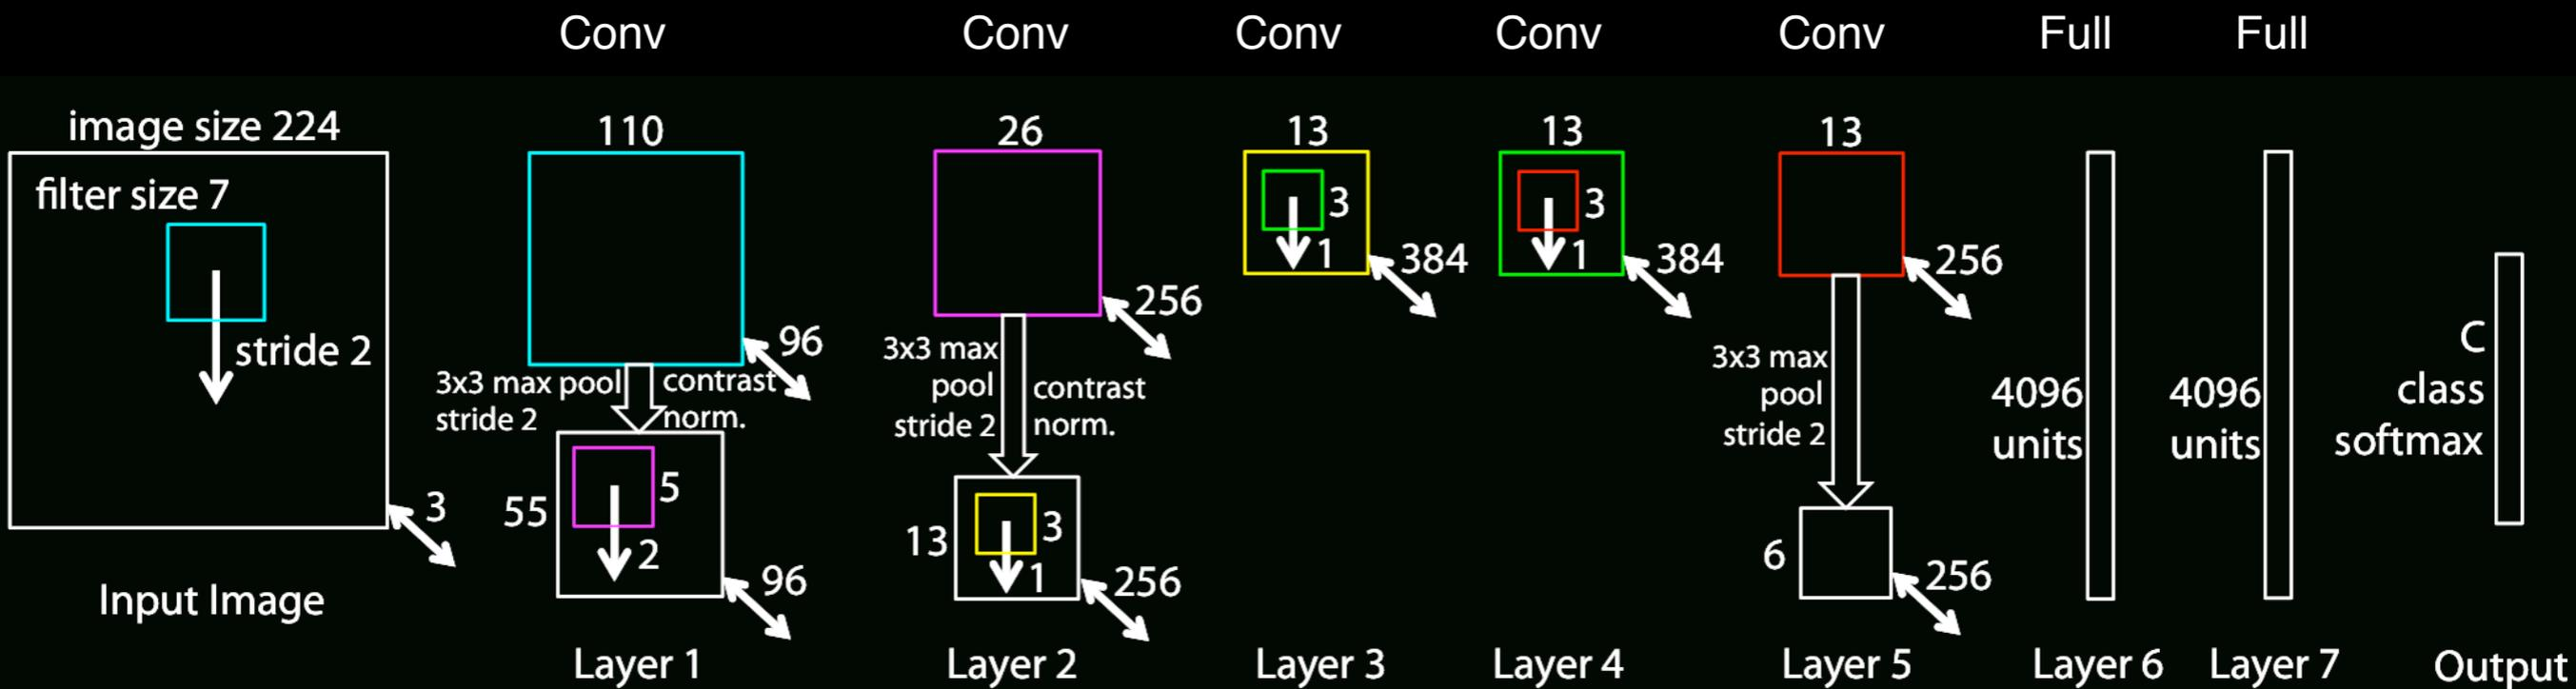 Conv
Conv
Conv
Conv
Conv
Full
Full
image size 224
filter size 7
stride 2
3
Input Image
110
96
3x3 max pool
stride 2
contrast
norm.
55
5
2
96
Layer 1
26
256
3x3 max
pool
stride 2
contrast
norm.
13
3
1
256
Layer 2
13
3
1
384
Layer 3
13
3
1
384
Layer 4
13
256
3x3 max
pool
stride 2
6
256
Layer 5
4096
units
Layer 6
4096
units
Layer 7
C
class
softmax
Output